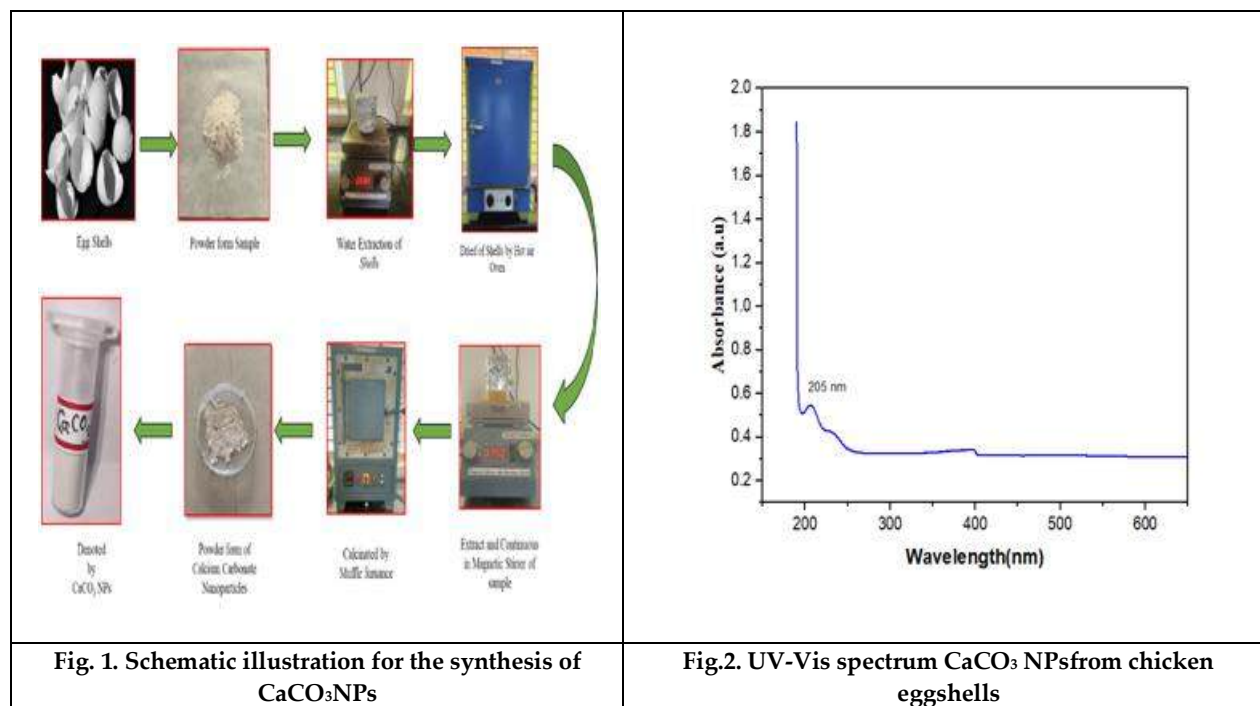 Egg Shells
Powder form Sample
Water Extraction of
Shells
Dried of Shells by Hot air
Oven
Denoted
by
CaCO₃ NPs
Powder form of
Calcium Carbonate
Nanoparticles
Calcinated by
Muffle furnance
Extract and Continuous
in Magnetic Stirrer of
sample
Fig. 1. Schematic illustration for the synthesis of
CaCO₃NPs
2.0
1.8
1.6
1.4
1.2
1.0
0.8
0.6
0.4
0.2
Absorbance (a.u)
205 nm
200
300
400
500
600
Wavelength(nm)
Fig.2. UV-Vis spectrum CaCO₃ NPsfrom chicken
eggshells